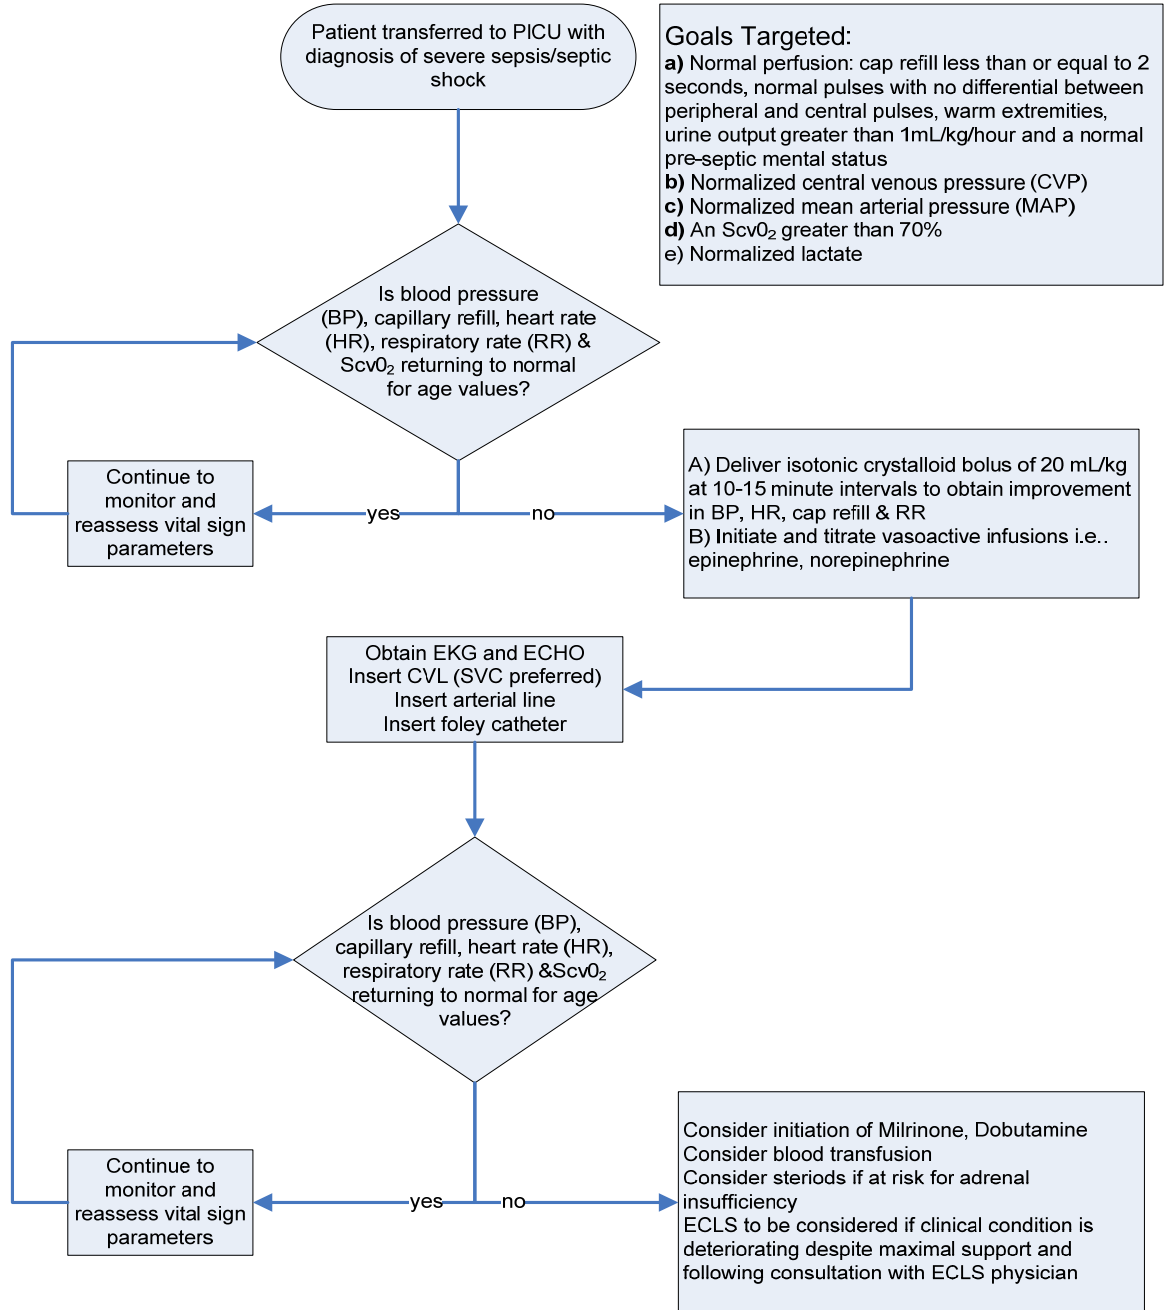 Patient transferred to PICU with
diagnosis of severe sepsis/septic
shock
Goals Targeted:
a) Normal perfusion: cap refill less than or equal to 2
seconds, normal pulses with no differential between
peripheral and central pulses, warm extremities,
urine output greater than 1mL/kg/hour and a normal
pre-septic mental status
b) Normalized central venous pressure (CVP)
c) Normalized mean arterial pressure (MAP)
d) An Scv0₂ greater than 70%
e) Normalized lactate
Is blood pressure
(BP), capillary refill, heart rate
(HR), respiratory rate (RR) &
Scv0₂ returning to normal
for age values?
Continue to
monitor and
reassess vital sign
parameters
yes
no
A) Deliver isotonic crystalloid bolus of 20 mL/kg
at 10-15 minute intervals to obtain improvement
in BP, HR, cap refill & RR
B) Initiate and titrate vasoactive infusions i.e..
epinephrine, norepinephrine
Obtain EKG and ECHO
Insert CVL (SVC preferred)
Insert arterial line
Insert foley catheter
Is blood pressure (BP),
capillary refill, heart rate (HR),
respiratory rate (RR) &Scv0₂
returning to normal for age
values?
Continue to
monitor and
reassess vital sign
parameters
yes
no
Consider initiation of Milrinone, Dobutamine
Consider blood transfusion
Consider steriods if at risk for adrenal
insufficiency
ECLS to be considered if clinical condition is
deteriorating despite maximal support and
following consultation with ECLS physician